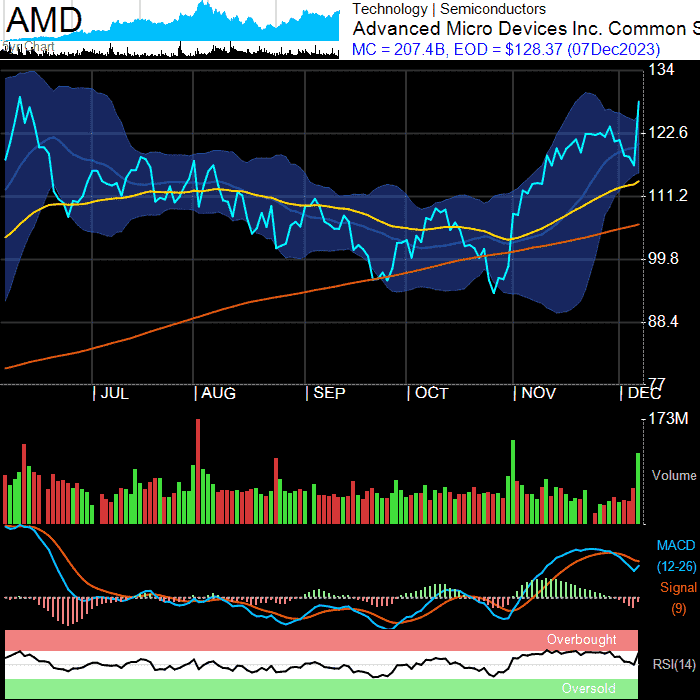 AMD
Technology | Semiconductors
Advanced Micro Devices Inc. Common S
MC = 207.4B, EOD = $128.37 (07Dec2023)
134
122.6
111.2
99.8
88.4
77
| JUL | AUG | SEP | OCT | NOV | DEC
173M
Volume
MACD
(12-26)
Signal
(9)
Overbought
RSI(14)
Oversold